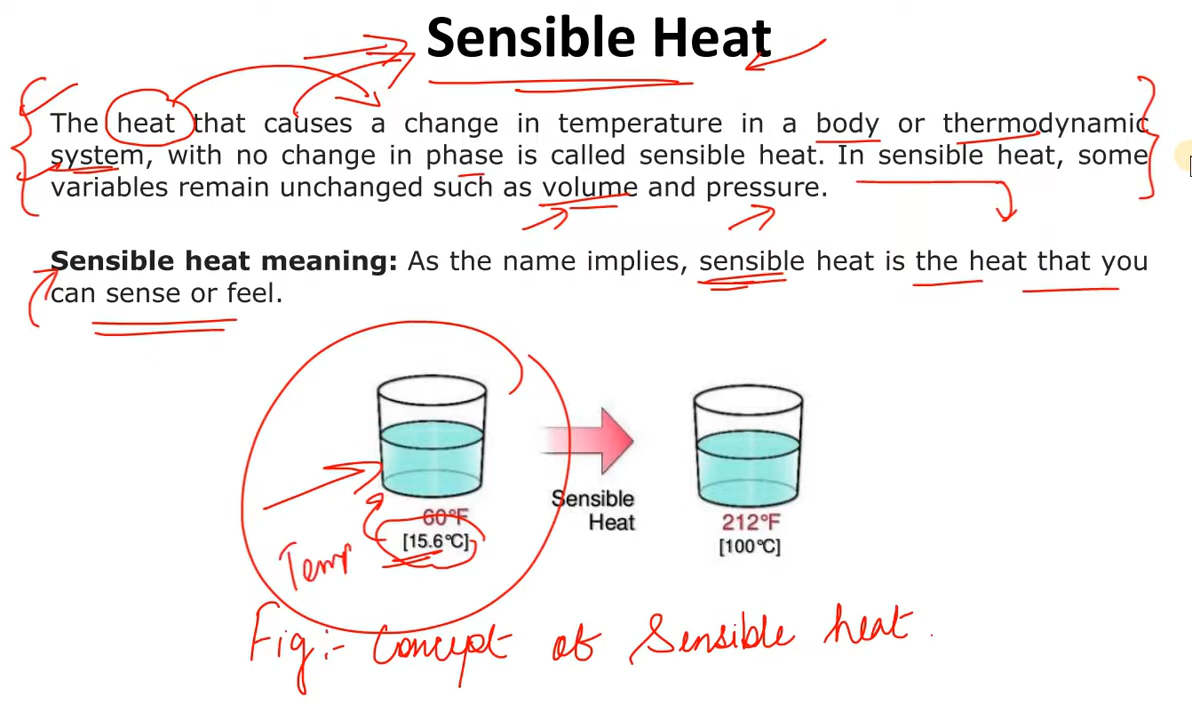 Sensible Heat
The heat that causes a change in temperature in a body or thermodynamic
system, with no change in phase is called sensible heat. In sensible heat, some
variables remain unchanged such as volume and pressure.
Sensible heat meaning: As the name implies, sensible heat is the heat that you
can sense or feel.
Sensible
Heat
60°F
[15.6°C]
212°F
[100°C]
Temp
Fig:- Concept of Sensible heat.